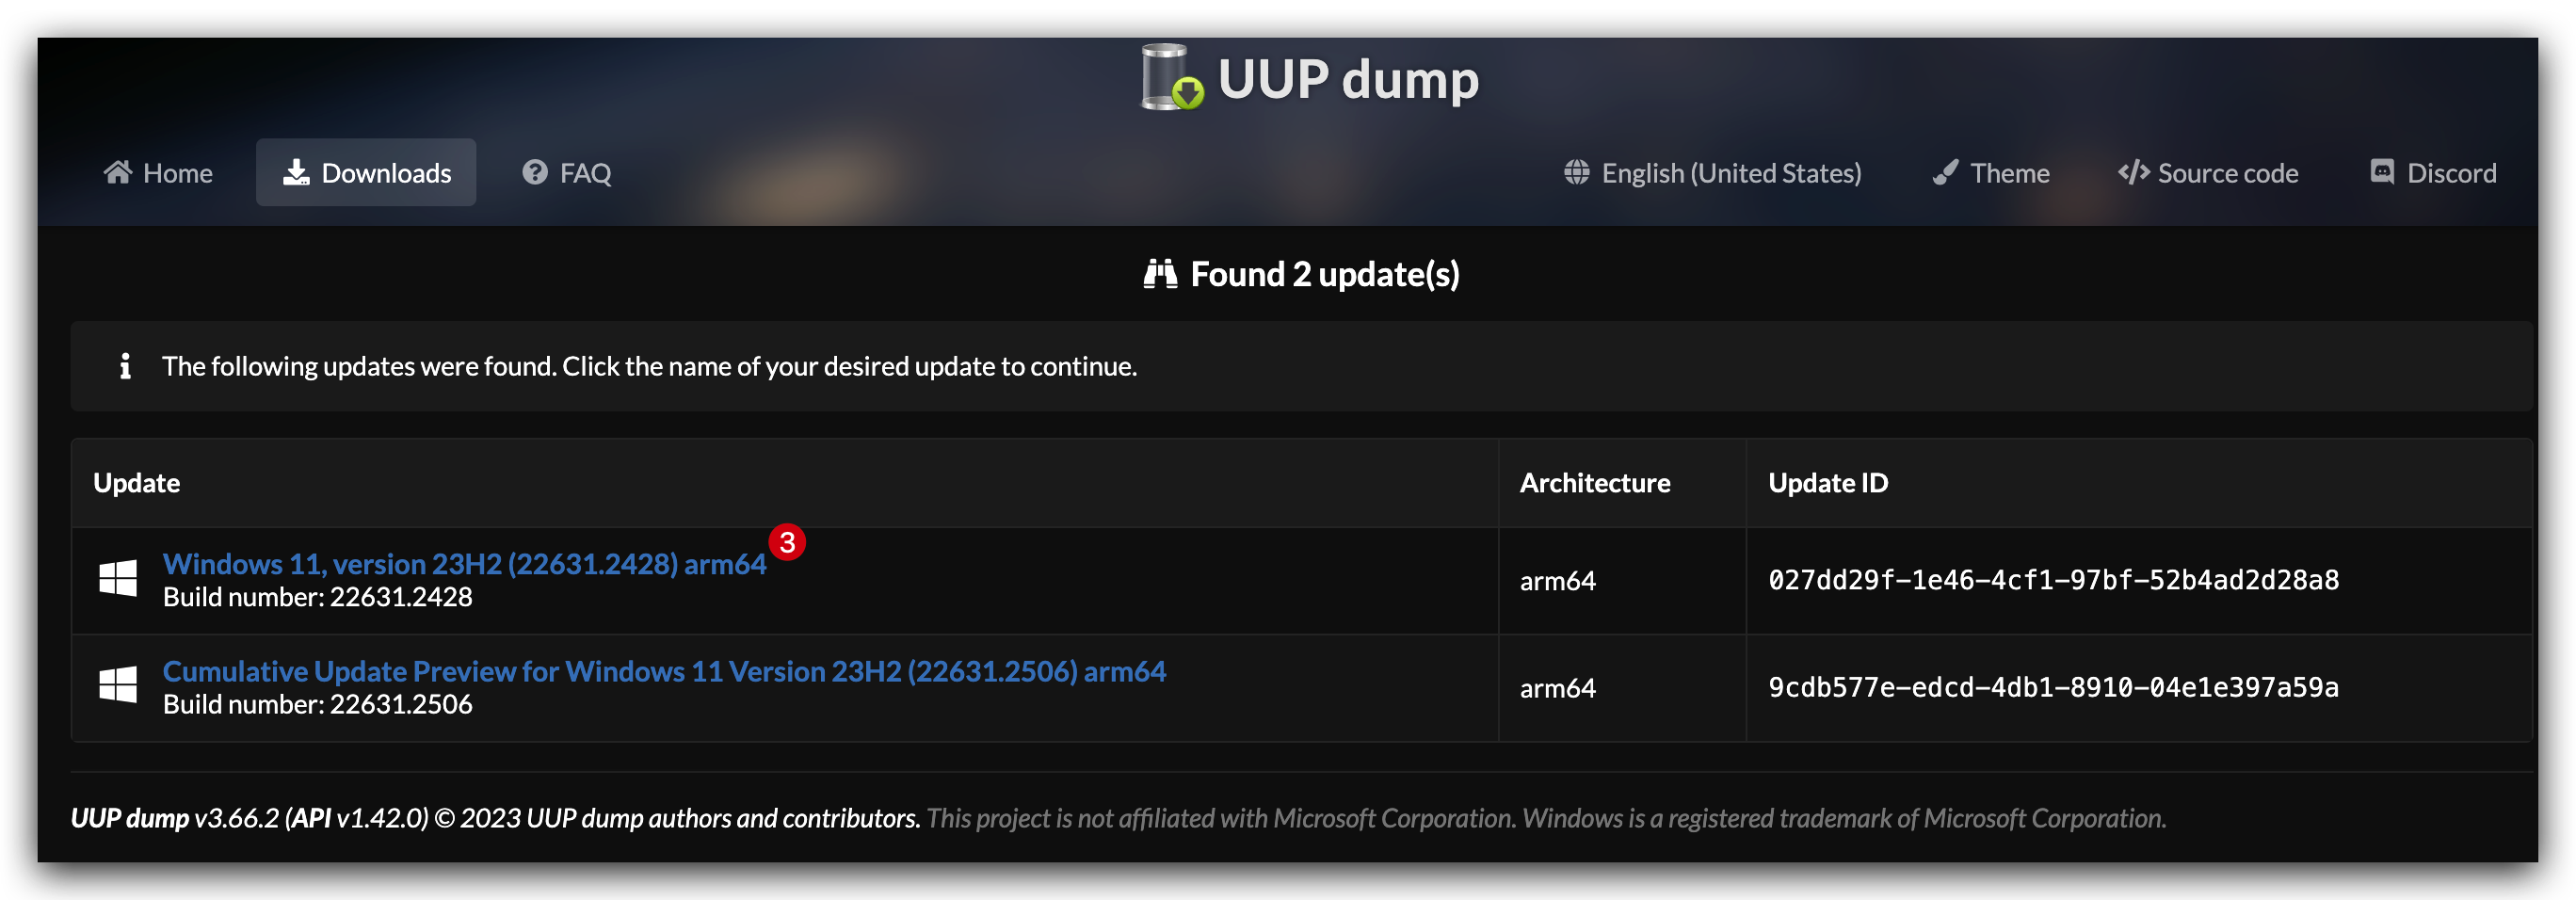 UUP dump
Home Downloads FAQ English (United States) Theme Source code Discord
Found 2 update(s)
The following updates were found. Click the name of your desired update to continue.
Update Architecture Update ID
3
Windows 11, version 23H2 (22631.2428) arm64
Build number: 22631.2428
arm64 027dd29f-1e46-4cf1-97bf-52b4ad2d28a8
Cumulative Update Preview for Windows 11 Version 23H2 (22631.2506) arm64
Build number: 22631.2506
arm64 9cdb577e-edcd-4db1-8910-04e1e397a59a
UUP dump v3.66.2 (API v1.42.0) © 2023 UUP dump authors and contributors. This project is not affiliated with Microsoft Corporation. Windows is a registered trademark of Microsoft Corporation.